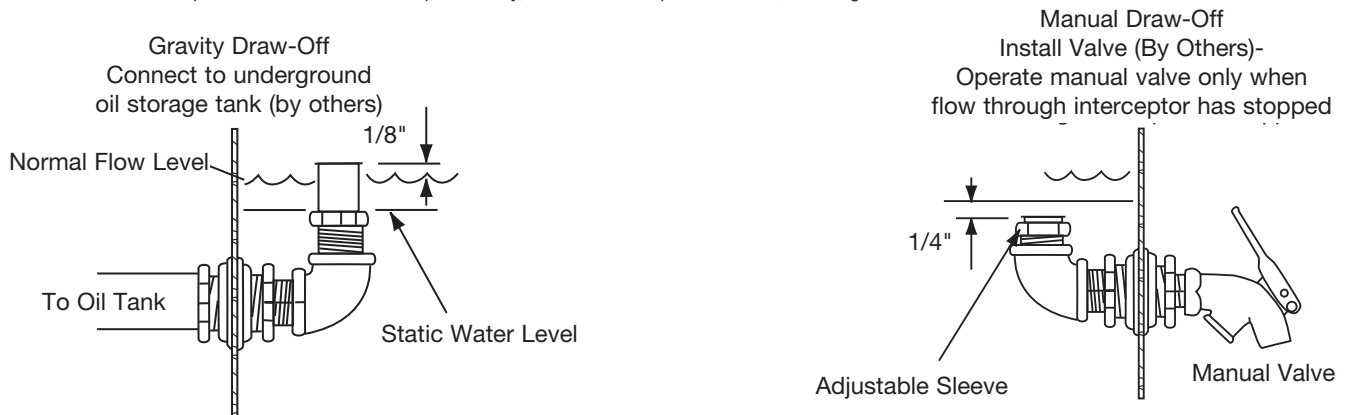 Gravity Draw-Off
Connect to underground
oil storage tank (by others)
1/8"
Normal Flow Level
To Oil Tank
Static Water Level
Manual Draw-Off
Install Valve (By Others)-
Operate manual valve only when
flow through interceptor has stopped
1/4"
Adjustable Sleeve
Manual Valve